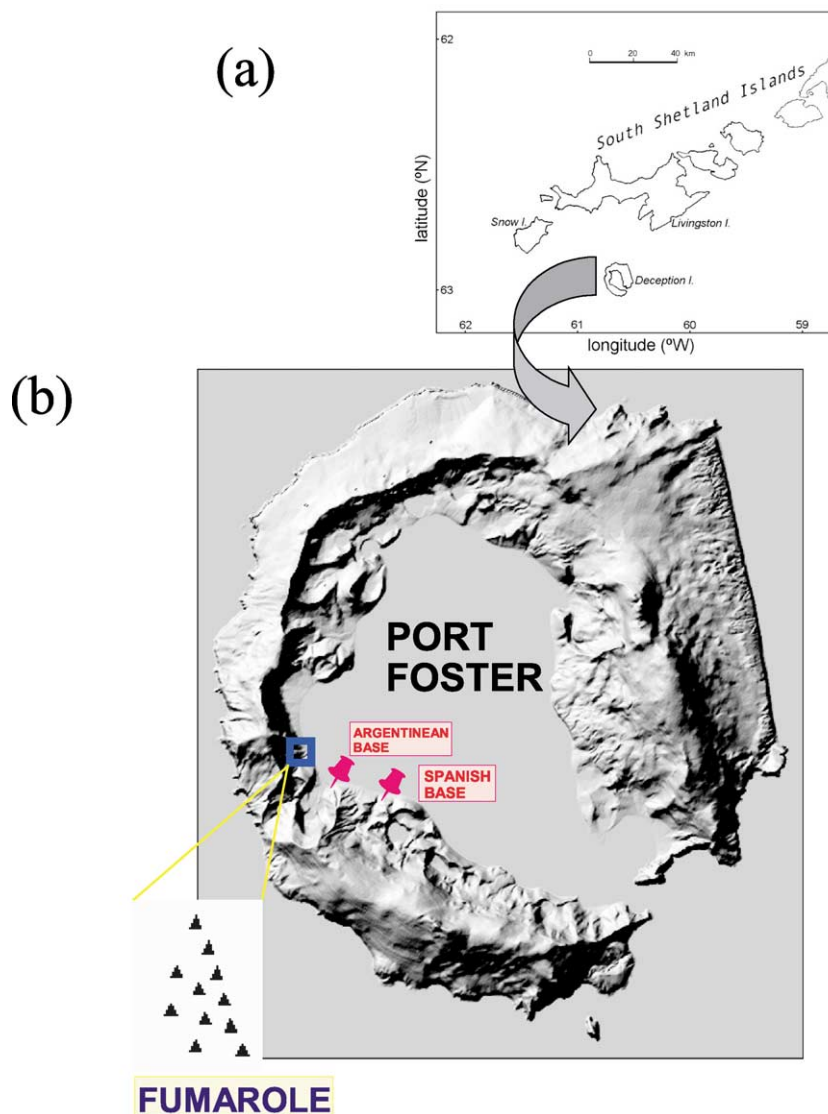 (a)
62
0 20 40 km
South Shetland Islands
latitude (ºN)
Snow I.
Livingston I.
Deception I.
63
62 61 60 59
longitude (ºW)
(b)
PORT
FOSTER
ARGENTINEAN
BASE
SPANISH
BASE
FUMAROLE